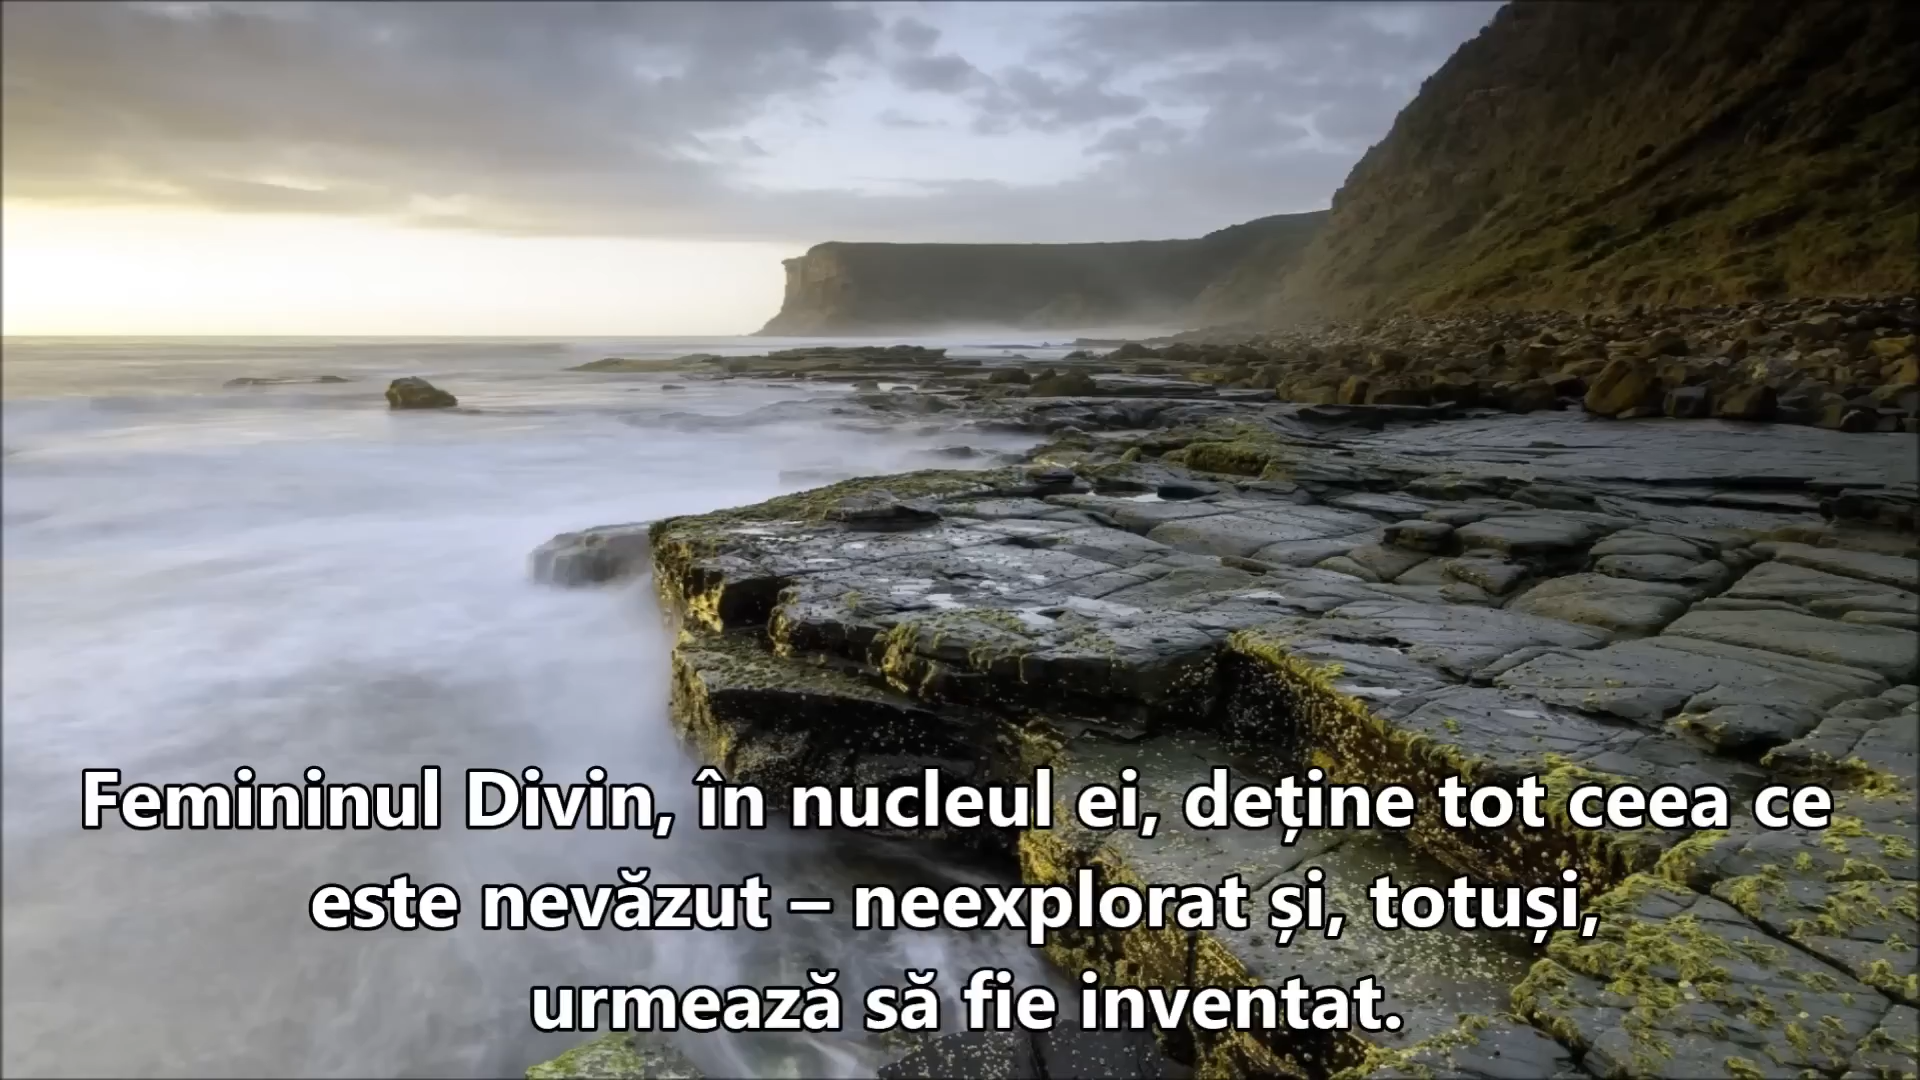 Femininul Divin, în nucleul ei, deține tot ceea ce
este nevăzut – neexplorat și, totuși,
urmează să fie inventat.